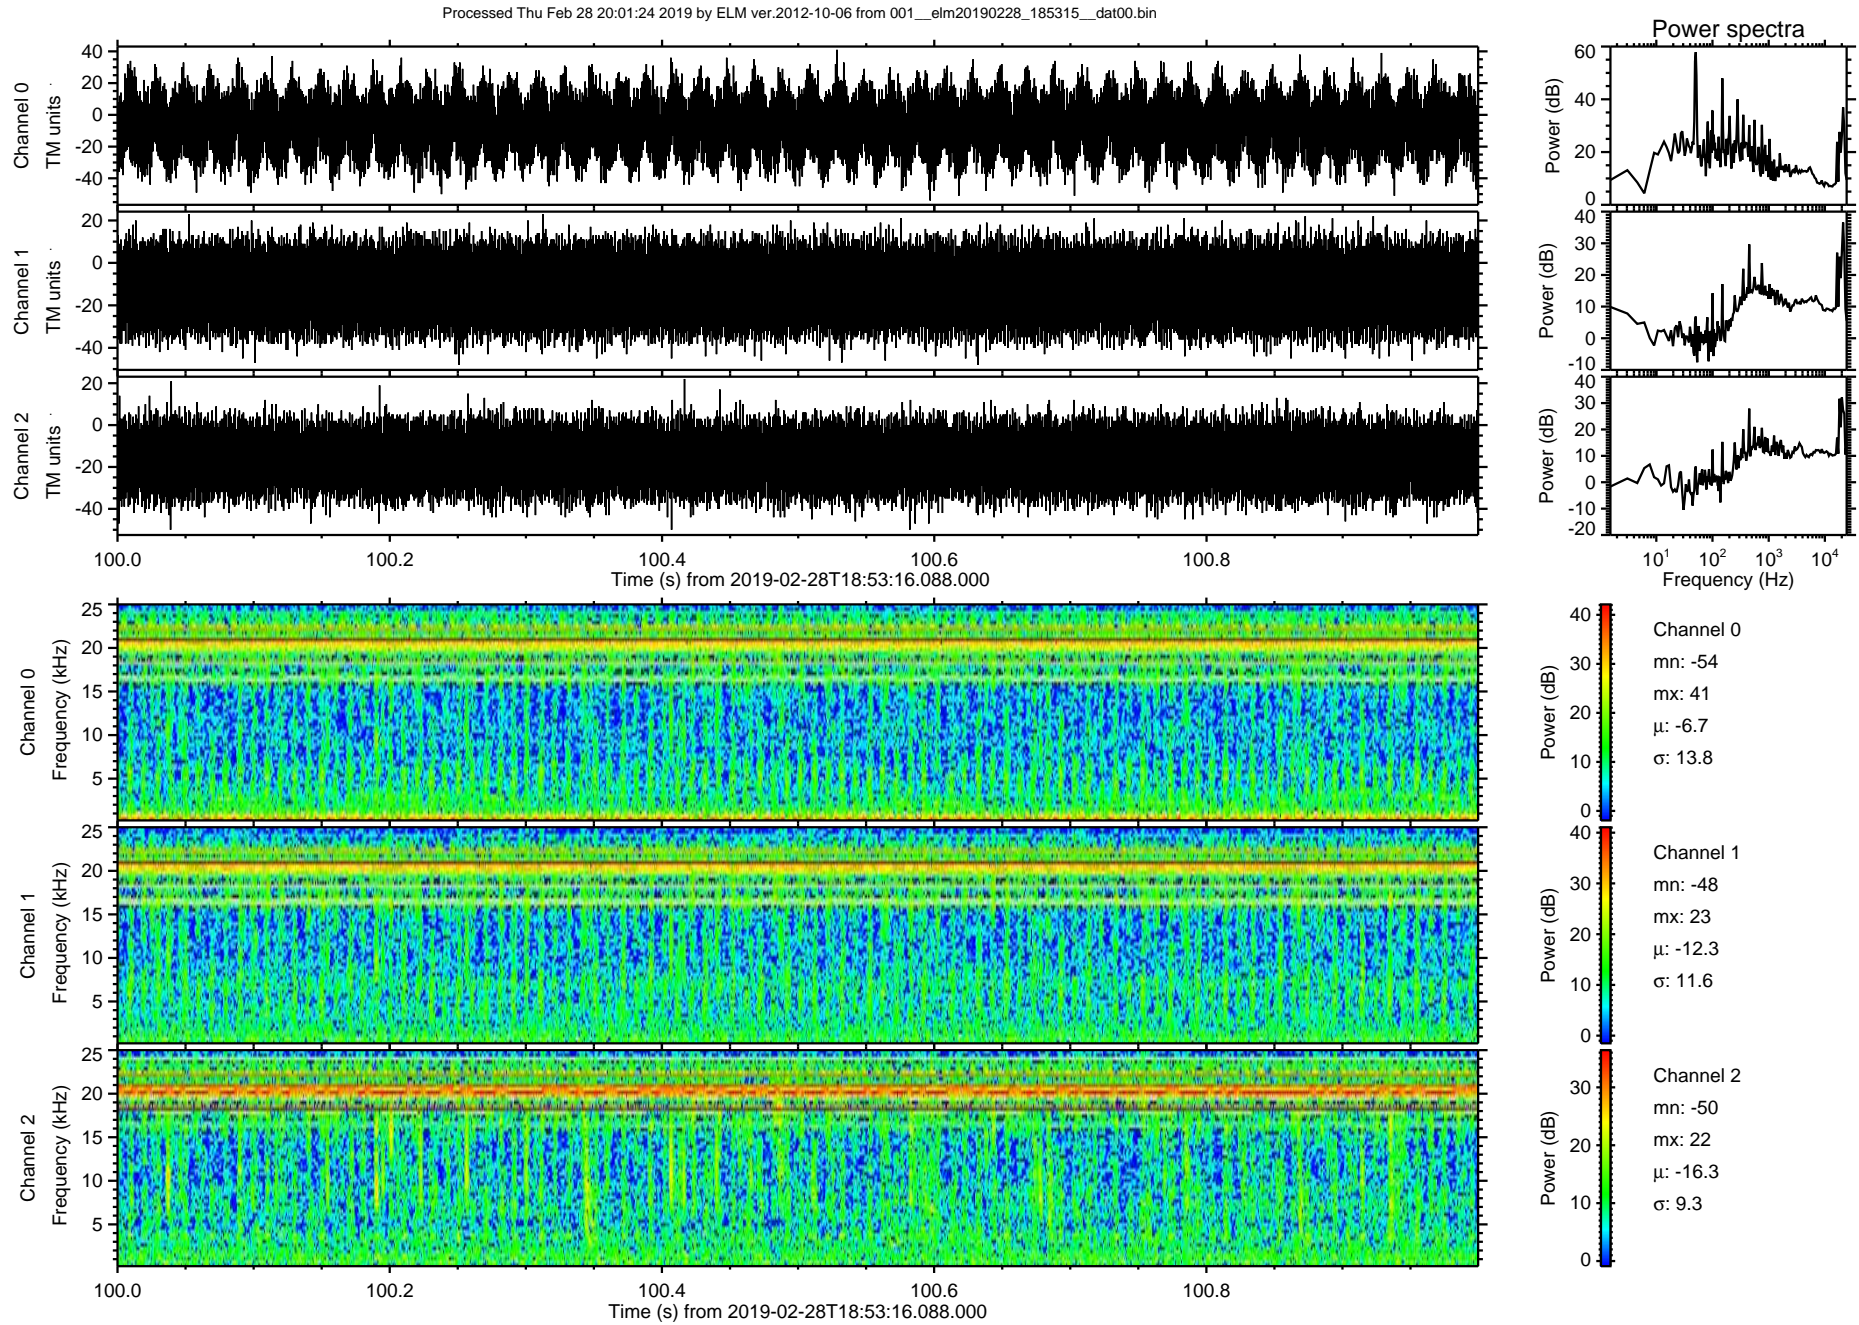 Processed Thu Feb 28 20:01:24 2019 by ELM ver.2012-10-06 from 001__elm20190228_185315__dat00.bin
Power spectra
Channel 0
TM units
40
20
0
-20
-40
Power (dB)
60
40
20
0
Channel 1
TM units
20
0
-20
-40
Power (dB)
40
30
20
10
0
-10
Channel 2
TM units
20
0
-20
-40
Power (dB)
40
30
20
10
0
-10
-20
100.0 100.2 100.4 100.6 100.8
Time (s) from 2019-02-28T18:53:16.088.000
10¹ 10² 10³ 10⁴
Frequency (Hz)
Channel 0
Frequency (kHz)
25
20
15
10
5
Power (dB)
40
30
20
10
0
Channel 0
mn: -54
mx: 41
μ: -6.7
σ: 13.8
Channel 1
Frequency (kHz)
25
20
15
10
5
Power (dB)
40
30
20
10
0
Channel 1
mn: -48
mx: 23
μ: -12.3
σ: 11.6
Channel 2
Frequency (kHz)
25
20
15
10
5
Power (dB)
30
20
10
0
Channel 2
mn: -50
mx: 22
μ: -16.3
σ: 9.3
100.0 100.2 100.4 100.6 100.8
Time (s) from 2019-02-28T18:53:16.088.000